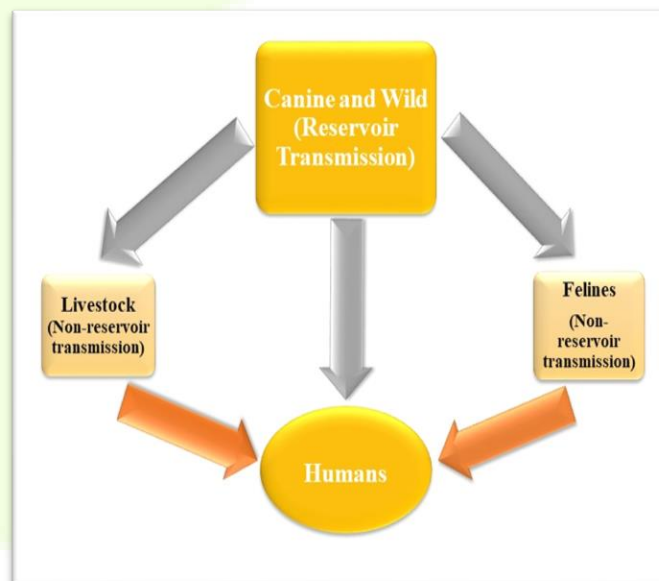 Canine and Wild
(Reservoir
Transmission)
Livestock
(Non-reservoir
transmission)
Felines
(Non-
reservoir
transmission)
Humans